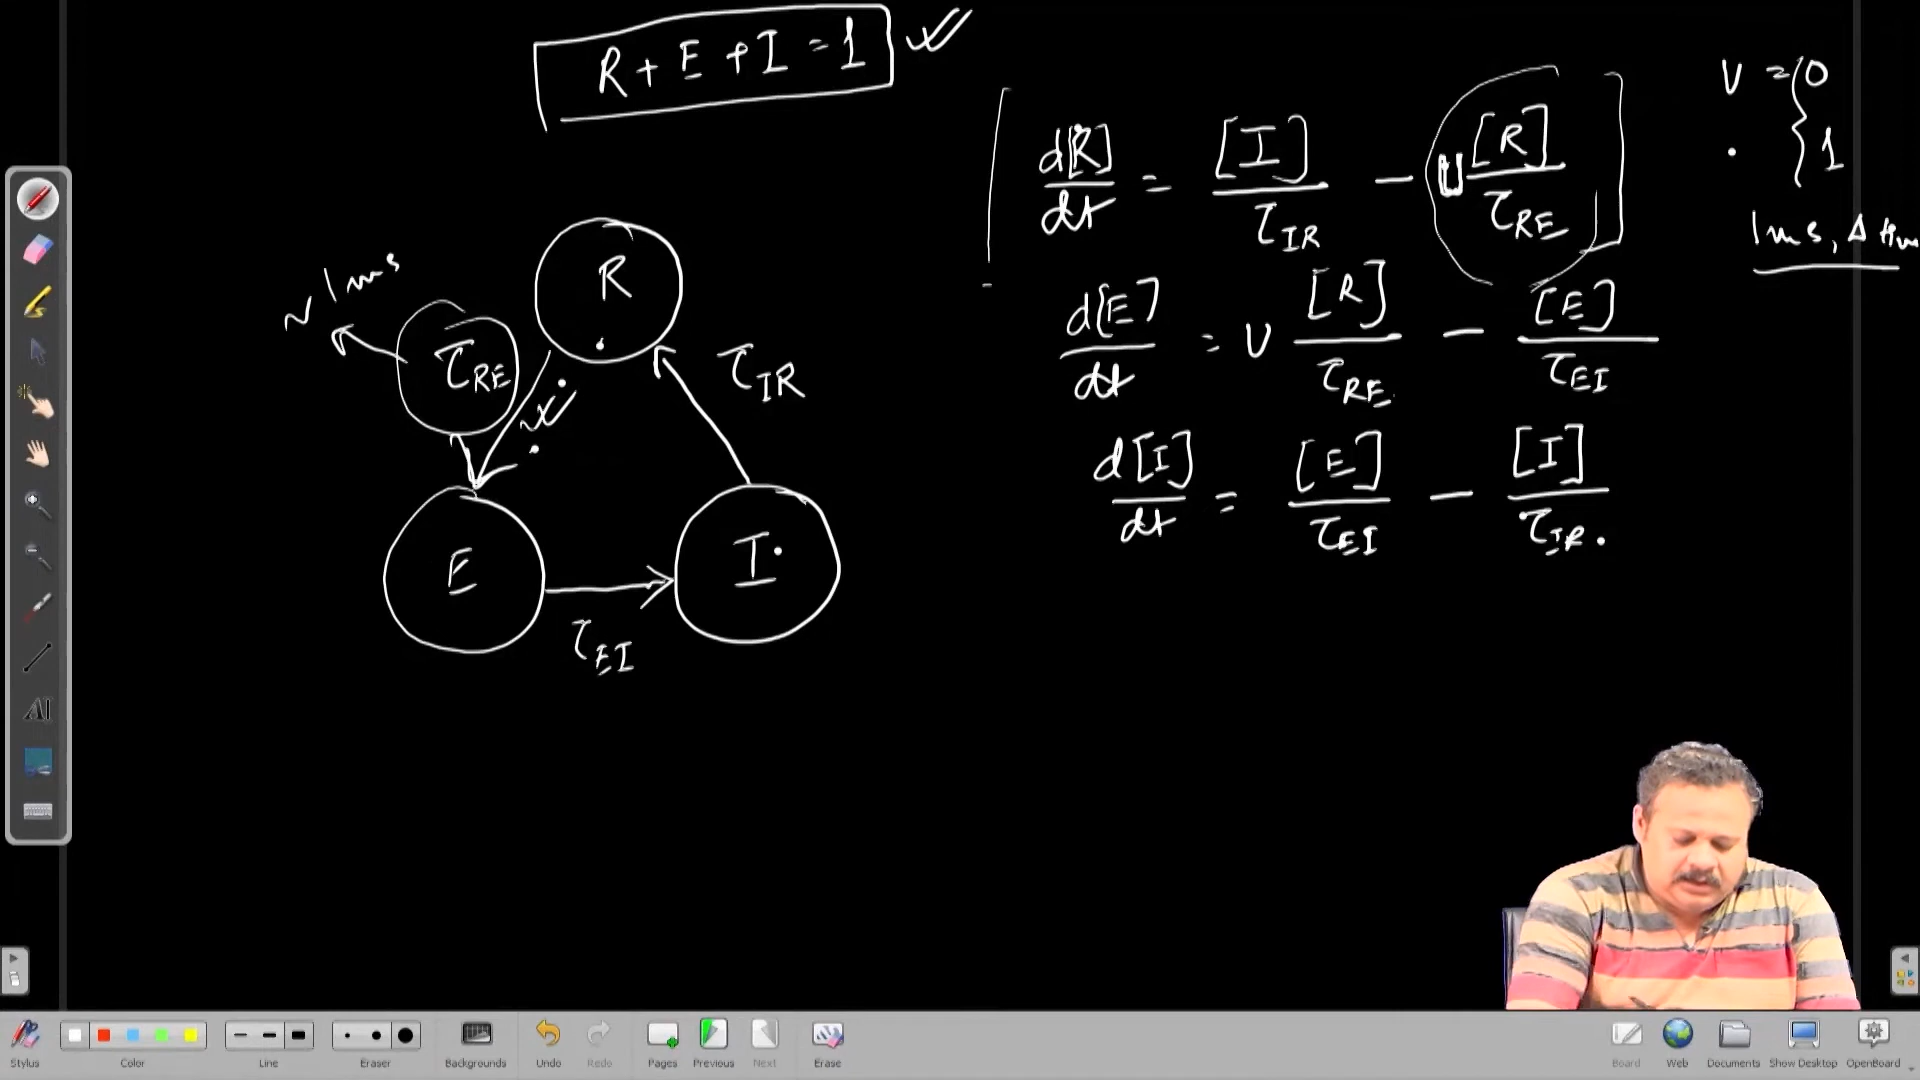 R + E + I = 1
d[R]/dt = [I]/τIR − U [R]/τRE
U = { 0
1
1ms, Δ
d[E]/dt = U [R]/τRE − [E]/τEI
d[I]/dt = [E]/τEI − [I]/τIR
~ 1ms
R
τRE
τIR
E
I
τEI
Stylus
Color
Line
Eraser
Backgrounds
Undo
Redo
Pages
Previous
Next
Erase
Board
Web
Documents
Show Desktop
OpenBoard